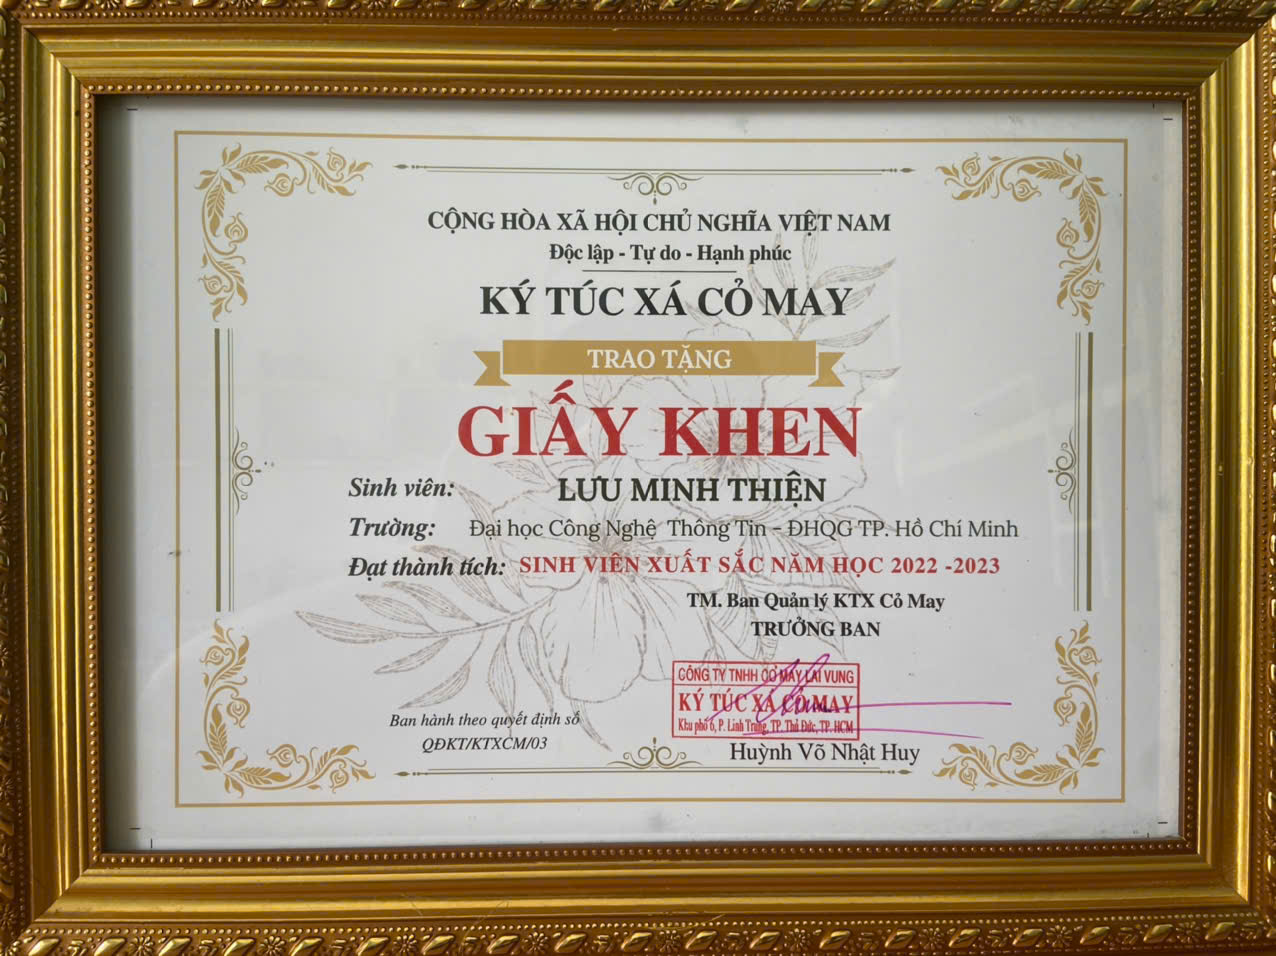 CỘNG HÒA XÃ HỘI CHỦ NGHĨA VIỆT NAM
Độc lập - Tự do - Hạnh phúc
KÝ TÚC XÁ CỎ MAY
TRAO TẶNG
GIẤY KHEN
Sinh viên: LƯU MINH THIỆN
Trường: Đại học Công Nghệ Thông Tin - ĐHQG TP. Hồ Chí Minh
Đạt thành tích: SINH VIÊN XUẤT SẮC NĂM HỌC 2022 -2023
TM. Ban Quản lý KTX Cỏ May
TRƯỞNG BAN
CÔNG TY TNHH CỎ MAY LAI VUNG
KÝ TÚC XÁ CỎ MAY
Khu phố 6, P. Linh Trung, TP. Thủ Đức, TP. HCM
Ban hành theo quyết định số
QĐKT/KTXCM/03
Huỳnh Võ Nhật Huy